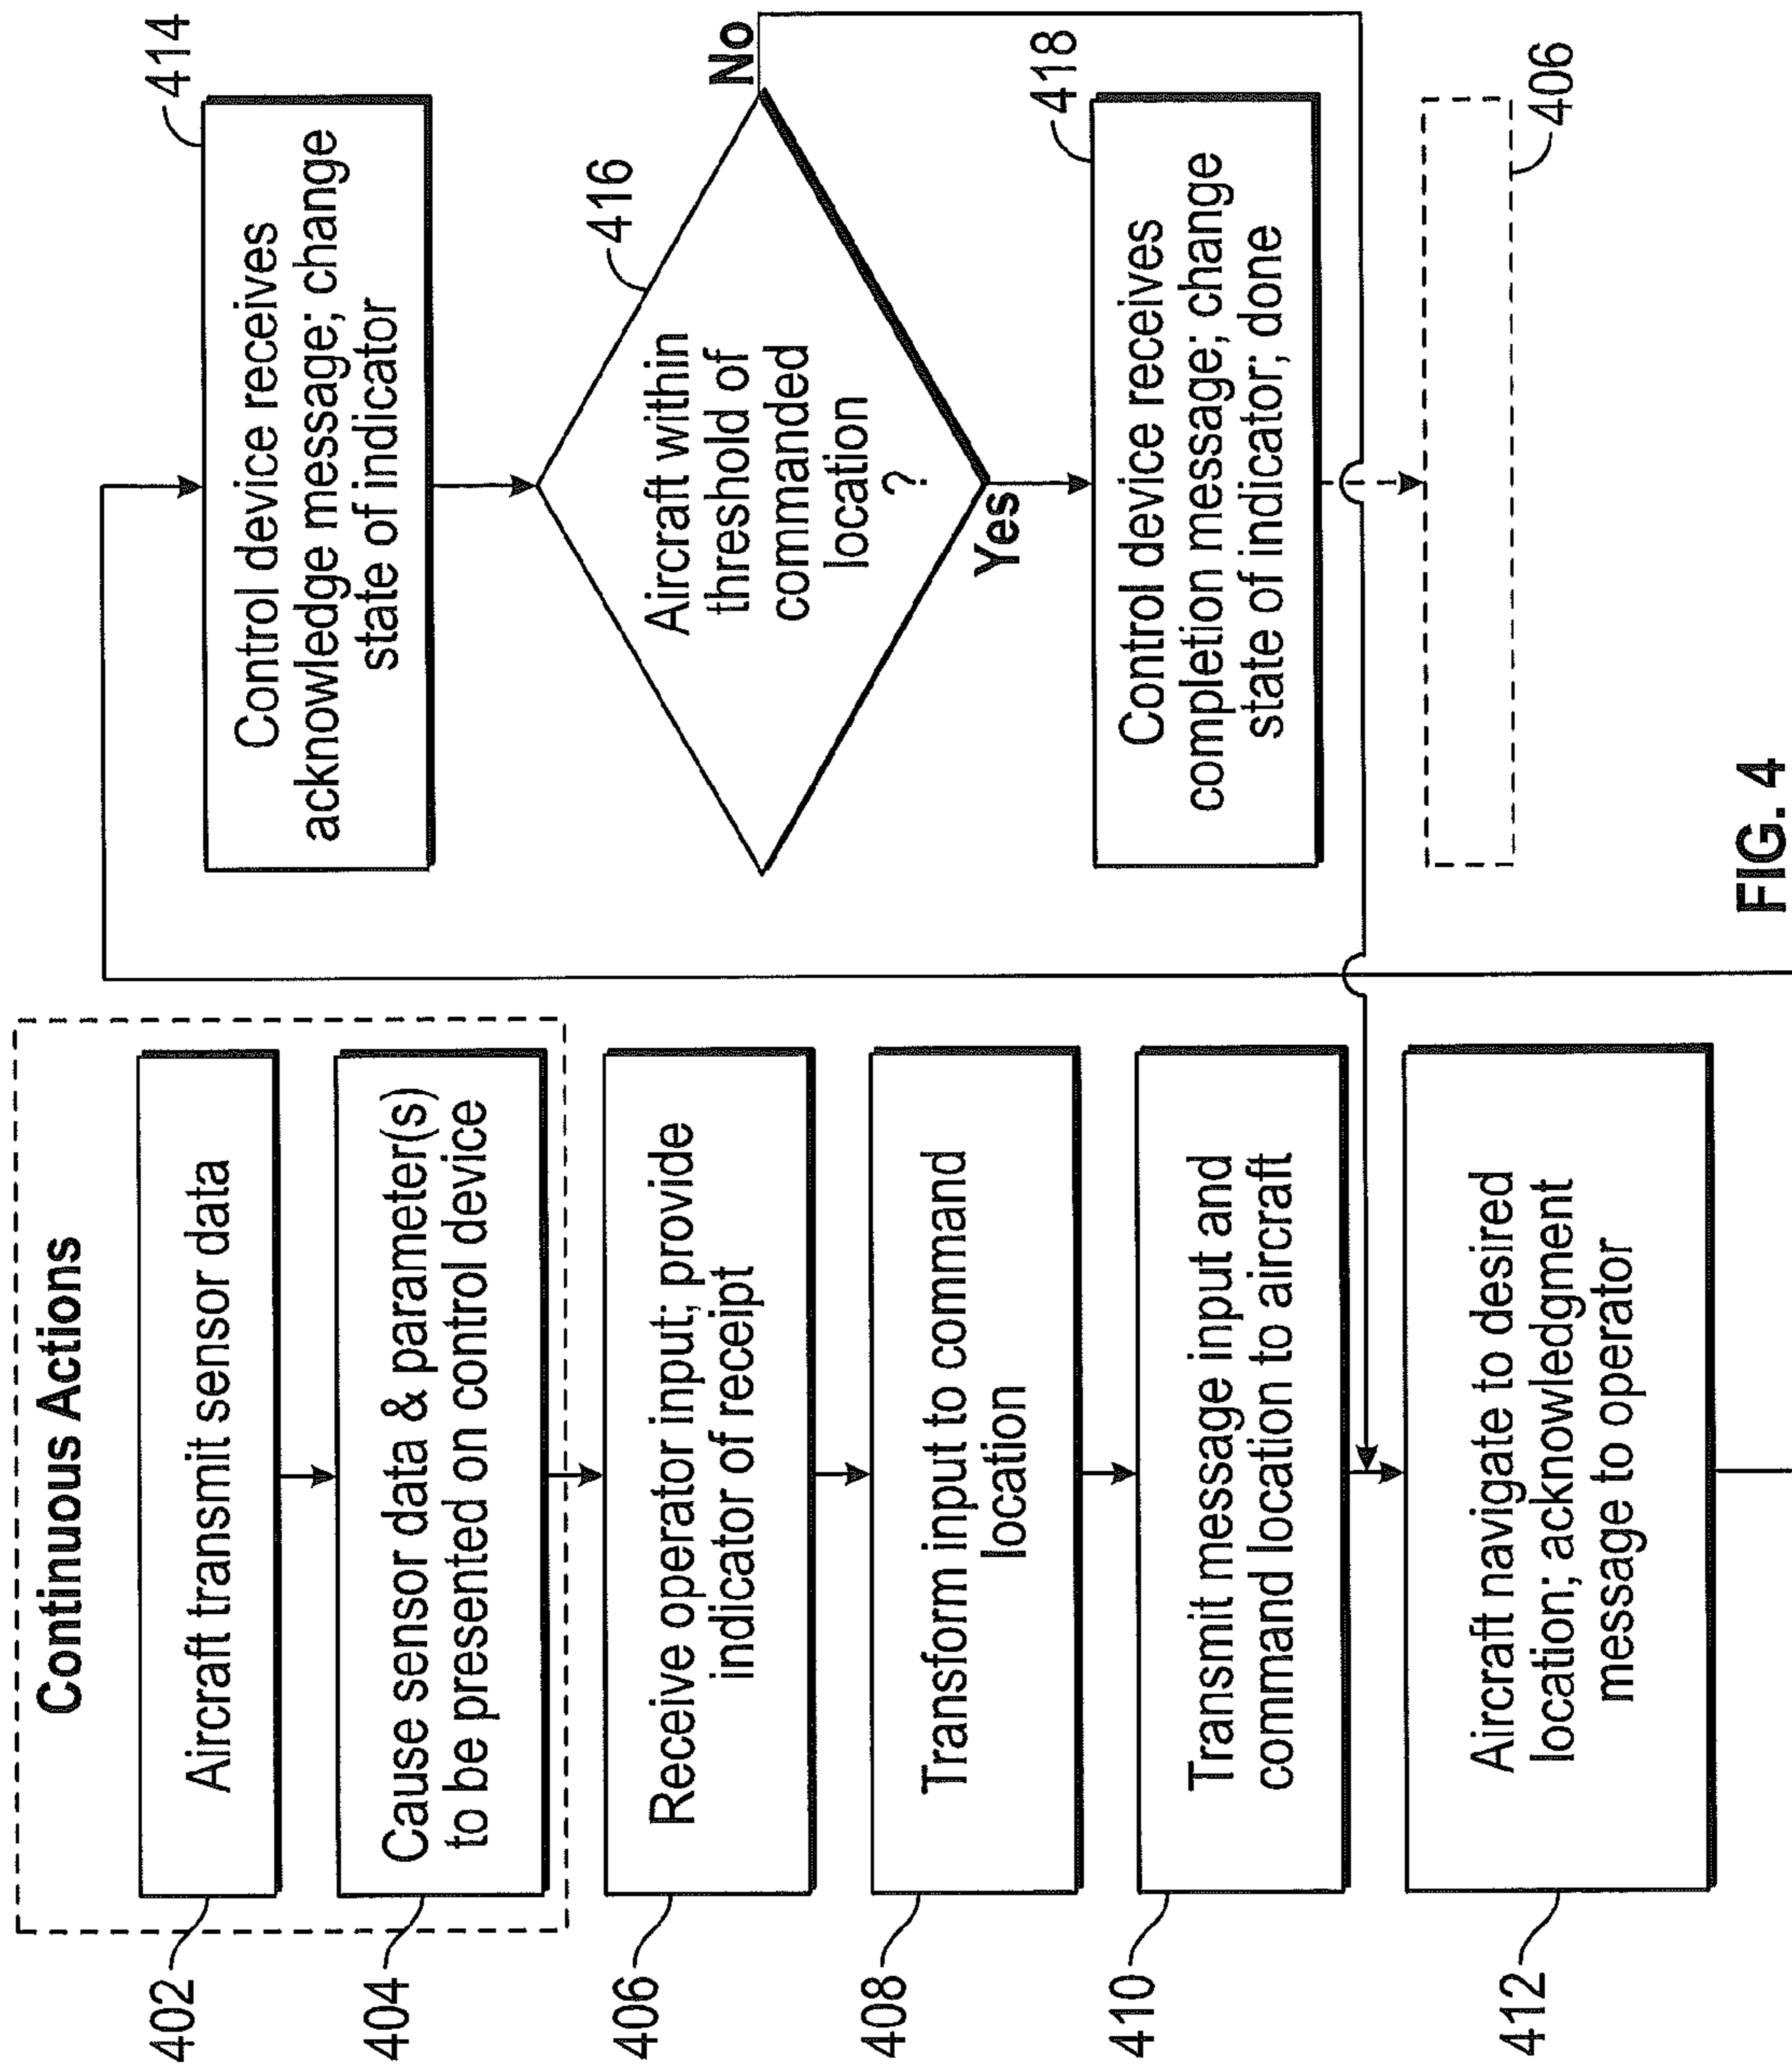 Continuous Actions
402
Aircraft transmit sensor data
404
Cause sensor data & parameter(s)
to be presented on control device
406
Receive operator input; provide
indicator of receipt
408
Transform input to command
location
410
Transmit message input and
command location to aircraft
412
Aircraft navigate to desired
location; acknowledgment
message to operator
414
Control device receives
acknowledge message; change
state of indicator
416
Aircraft within
threshold of
commanded
location
?
No
Yes
418
Control device receives
completion message; change
state of indicator; done
406
FIG. 4